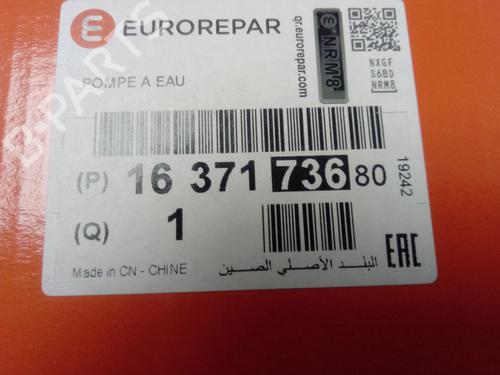 EUROREPAR
POMPE A EAU
qr.eurorepar.com
NRM8
NXGF
S6BD
NRM8
(P) 16 371 736 80
19242
(Q) 1
Made in CN - CHINE
البلد الأصلي الصين
EAC
B-PARTS